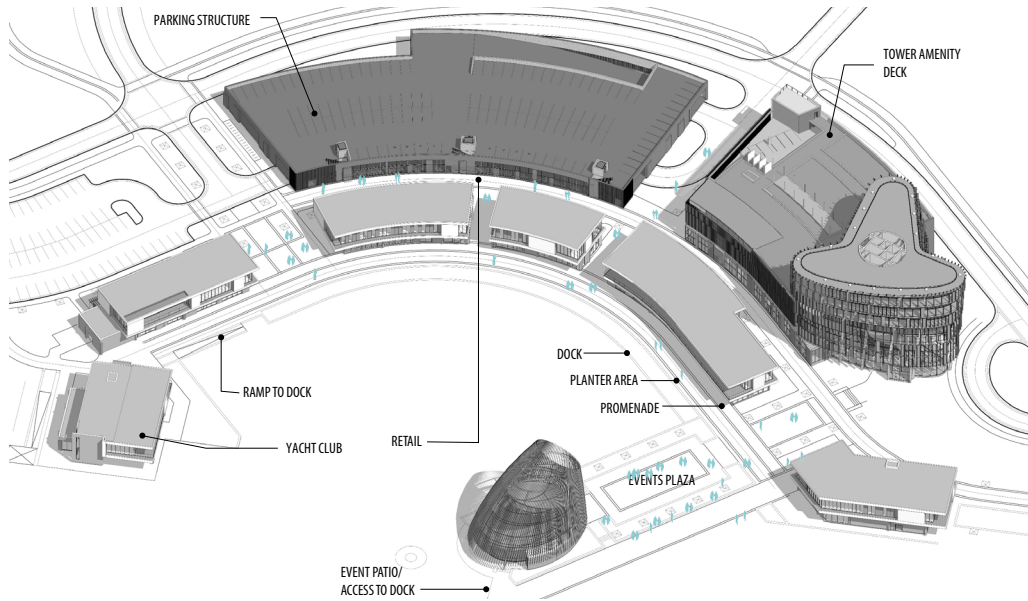 PARKING STRUCTURE
TOWER AMENITY
DECK
DOCK
RAMP TO DOCK
PLANTER AREA
PROMENADE
YACHT CLUB
RETAIL
EVENTS PLAZA
EVENT PATIO/
ACCESS TO DOCK